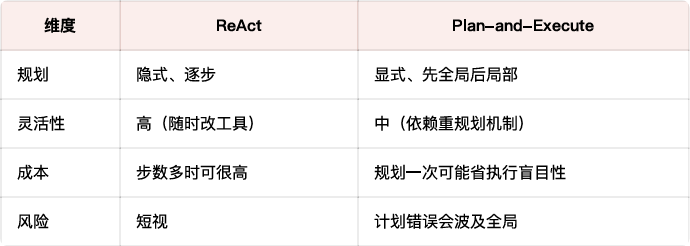 维度 ReAct Plan-and-Execute
规划 隐式、逐步 显式、先全局后局部
灵活性 高（随时改工具） 中（依赖重规划机制）
成本 步数多时可很高 规划一次可能省执行盲目性
风险 短视 计划错误会波及全局